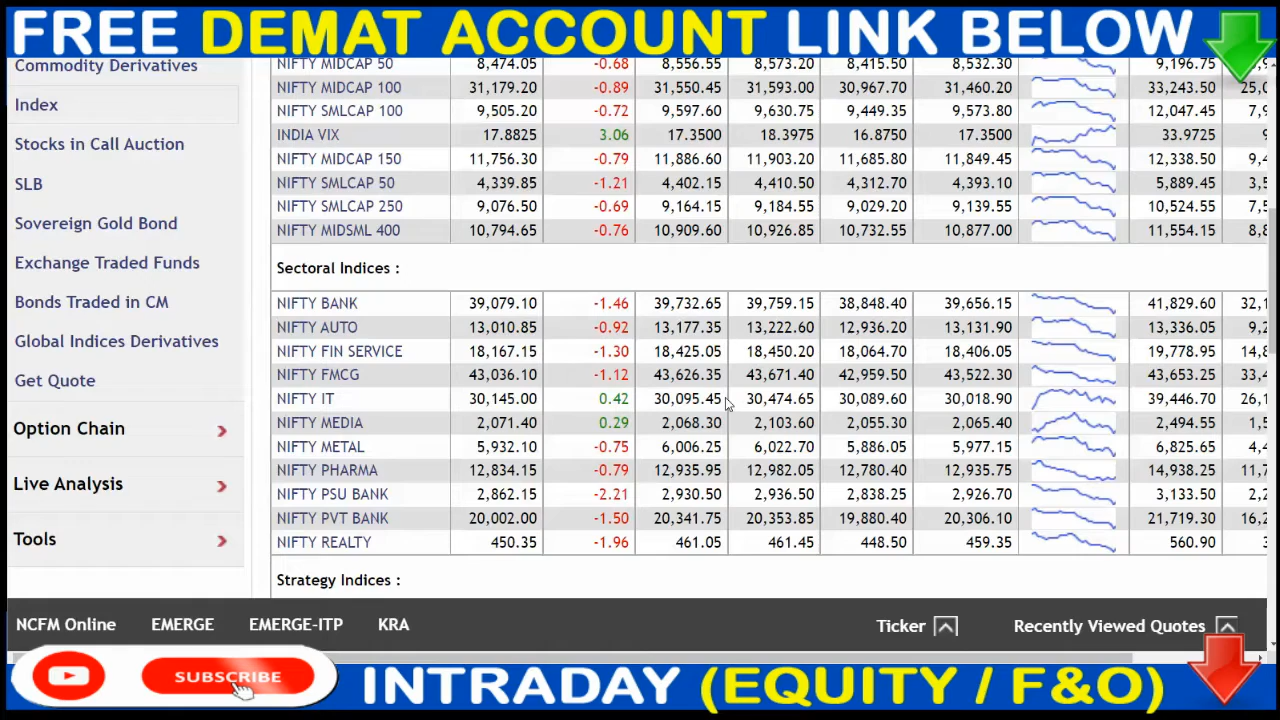 FREE DEMAT ACCOUNT LINK BELOW
Commodity Derivatives
Index
Stocks in Call Auction
SLB
Sovereign Gold Bond
Exchange Traded Funds
Bonds Traded in CM
Global Indices Derivatives
Get Quote
Option Chain
Live Analysis
Tools
NIFTY MIDCAP 50 8,474.05 -0.68 8,556.55 8,573.20 8,415.50 8,532.30 9,196.75
NIFTY MIDCAP 100 31,179.20 -0.89 31,550.45 31,593.00 30,967.70 31,460.20 33,243.50
NIFTY SMLCAP 100 9,505.20 -0.72 9,597.60 9,630.75 9,449.35 9,573.80 12,047.10
INDIA VIX 17.8825 3.06 17.3500 18.3975 16.8750 17.3500 33.9725
NIFTY MIDCAP 150 11,756.30 -0.79 11,886.60 11,903.20 11,685.80 11,849.45 12,338.50
NIFTY SMLCAP 50 4,339.85 -1.21 4,402.15 4,410.50 4,312.70 4,393.10 5,889.45
NIFTY SMLCAP 250 9,076.50 -0.69 9,164.15 9,184.55 9,029.20 9,139.55 10,524.55
NIFTY MIDSML 400 10,794.65 -0.76 10,909.60 10,926.85 10,732.55 10,877.00 11,554.15
Sectoral Indices :
NIFTY BANK 39,079.10 -1.46 39,732.65 39,759.15 38,848.40 39,656.15 41,829.60
NIFTY AUTO 13,010.85 -0.92 13,177.35 13,222.60 12,936.20 13,131.90 13,336.05
NIFTY FIN SERVICE 18,167.15 -1.30 18,425.05 18,450.20 18,064.70 18,406.05 19,778.95
NIFTY FMCG 43,036.10 -1.12 43,626.35 43,671.40 42,959.50 43,522.30 43,653.25
NIFTY IT 30,145.00 0.42 30,095.45 30,474.65 30,089.60 30,018.90 39,446.70
NIFTY MEDIA 2,071.40 0.29 2,068.30 2,103.60 2,055.30 2,065.40 2,494.55
NIFTY METAL 5,932.10 -0.75 6,006.25 6,022.70 5,886.05 5,977.15 6,825.65
NIFTY PHARMA 12,834.15 -0.79 12,935.95 12,982.05 12,780.40 12,935.75 14,938.25
NIFTY PSU BANK 2,862.15 -2.21 2,930.50 2,936.50 2,838.25 2,926.70 3,133.50
NIFTY PVT BANK 20,002.00 -1.50 20,341.75 20,353.85 19,880.40 20,306.10 21,719.30
NIFTY REALTY 450.35 -1.96 461.05 461.45 448.50 459.35 560.90
Strategy Indices :
NCFM Online EMERGE EMERGE-ITP KRA Ticker Recently Viewed Quotes
SUBSCRIBE
INTRADAY (EQUITY / F&O)